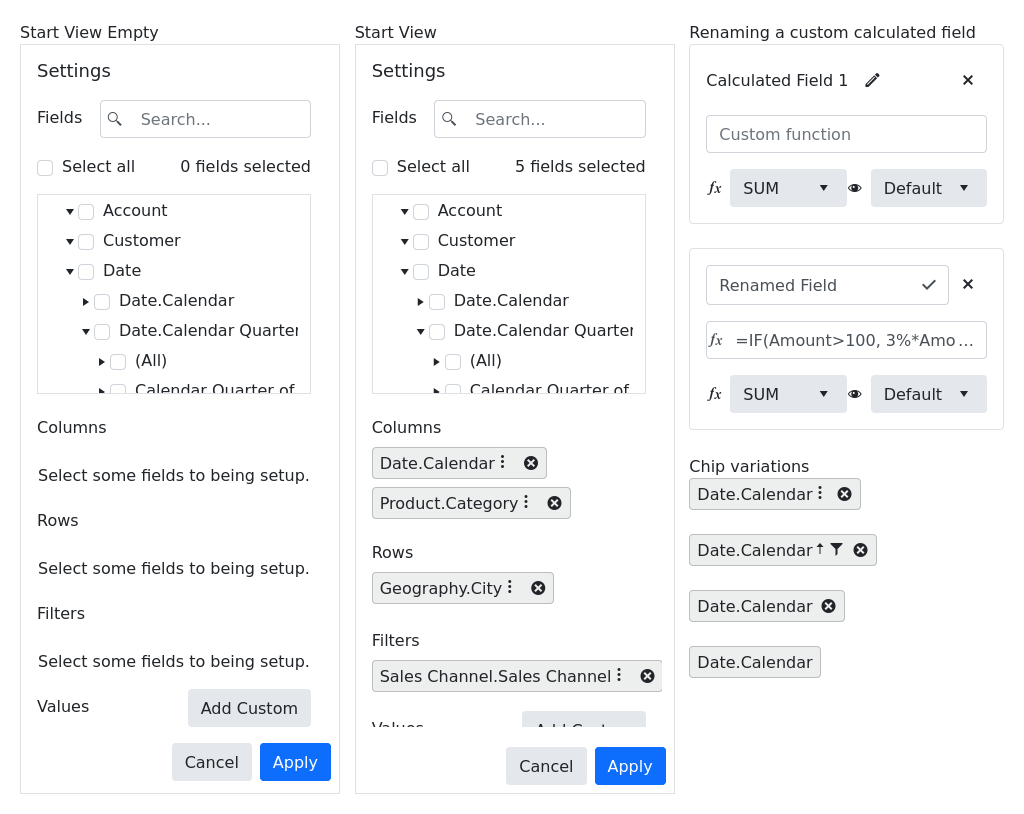 Start View Empty
Settings
Fields
Search...
Select all
0 fields selected
Account
Customer
Date
Date.Calendar
Date.Calendar Quarter
(All)
Calendar Quarter of
Columns
Select some fields to being setup.
Rows
Select some fields to being setup.
Filters
Select some fields to being setup.
Values
Add Custom
Cancel
Apply
Start View
Settings
Fields
Search...
Select all
5 fields selected
Account
Customer
Date
Date.Calendar
Date.Calendar Quarter
(All)
Calendar Quarter of
Columns
Date.Calendar
Product.Category
Rows
Geography.City
Filters
Sales Channel.Sales Channel
Values
Add Custom
Cancel
Apply
Renaming a custom calculated field
Calculated Field 1
Custom function
fx SUM
Default
Renamed Field
fx =IF(Amount>100, 3%*Amo...
fx SUM
Default
Chip variations
Date.Calendar
Date.Calendar
Date.Calendar
Date.Calendar